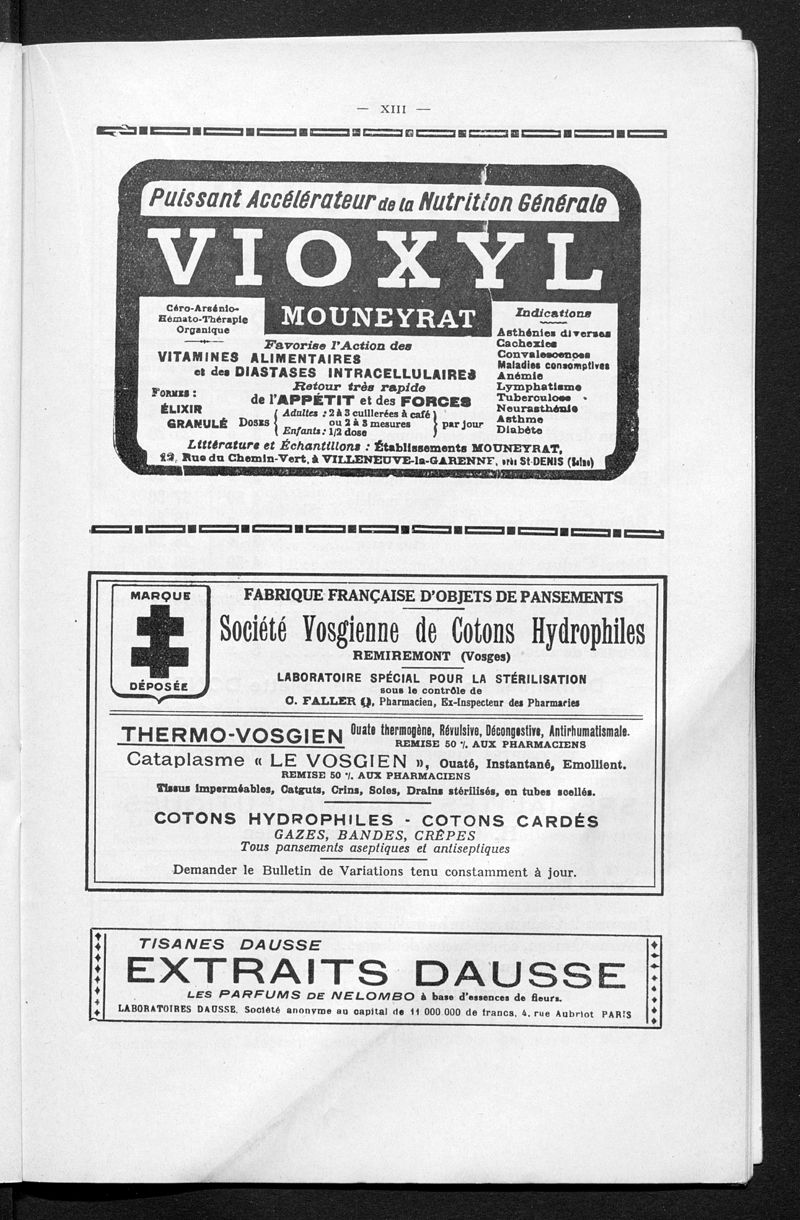 — XIII —
Puissant Accélérateur de la Nutrition Générale
VIOXYL
MOUNEYRAT
Céro-Arsénio-
Hémato-Thérapie
Organique
Favorise l'Action des
VITAMINES ALIMENTAIRES
et des DIASTASES INTRACELLULAIRES
Retour très rapide
de l'APPÉTIT et des FORCES
FORMES :
ÉLIXIR
GRANULÉ
DOSES
Adultes : 2 à 3 cuillerées à café
ou 2 à 3 mesures
Enfants : 1/2 dose
par jour
Indications
Asthénies diverses
Cachexies
Convalescences
Maladies consomptives
Anémie
Lymphatisme
Tuberculose
Neurasthénie
Asthme
Diabète
Littérature et Échantillons : Établissements MOUNEYRAT,
12, Rue du Chemin-Vert, à VILLENEUVE-la-GARENNE, près St-DENIS (Seine)
MARQUE
DÉPOSÉE
FABRIQUE FRANÇAISE D'OBJETS DE PANSEMENTS
Société Vosgienne de Cotons Hydrophiles
REMIREMONT (Vosges)
LABORATOIRE SPÉCIAL POUR LA STÉRILISATION
sous le contrôle de
C. FALLER Q, Pharmacien, Ex-Inspecteur des Pharmacies
THERMO-VOSGIEN Ouate thermogène, Révulsive, Décongestive, Antirhumatismale.
REMISE 50 % AUX PHARMACIENS
Cataplasme « LE VOSGIEN », Ouaté, Instantané, Emollient.
REMISE 50 % AUX PHARMACIENS
Tissus imperméables, Catguts, Crins, Soies, Drains stérilisés, en tubes scellés.
COTONS HYDROPHILES - COTONS CARDÉS
GAZES, BANDES, CRÊPES
Tous pansements aseptiques et antiseptiques
Demander le Bulletin de Variations tenu constamment à jour.
TISANES DAUSSE
EXTRAITS DAUSSE
LES PARFUMS DE NELOMBO à base d'essences de fleurs.
LABORATOIRES DAUSSE, Société anonyme au capital de 11 000 000 de francs, 4, rue Aubriot PARIS